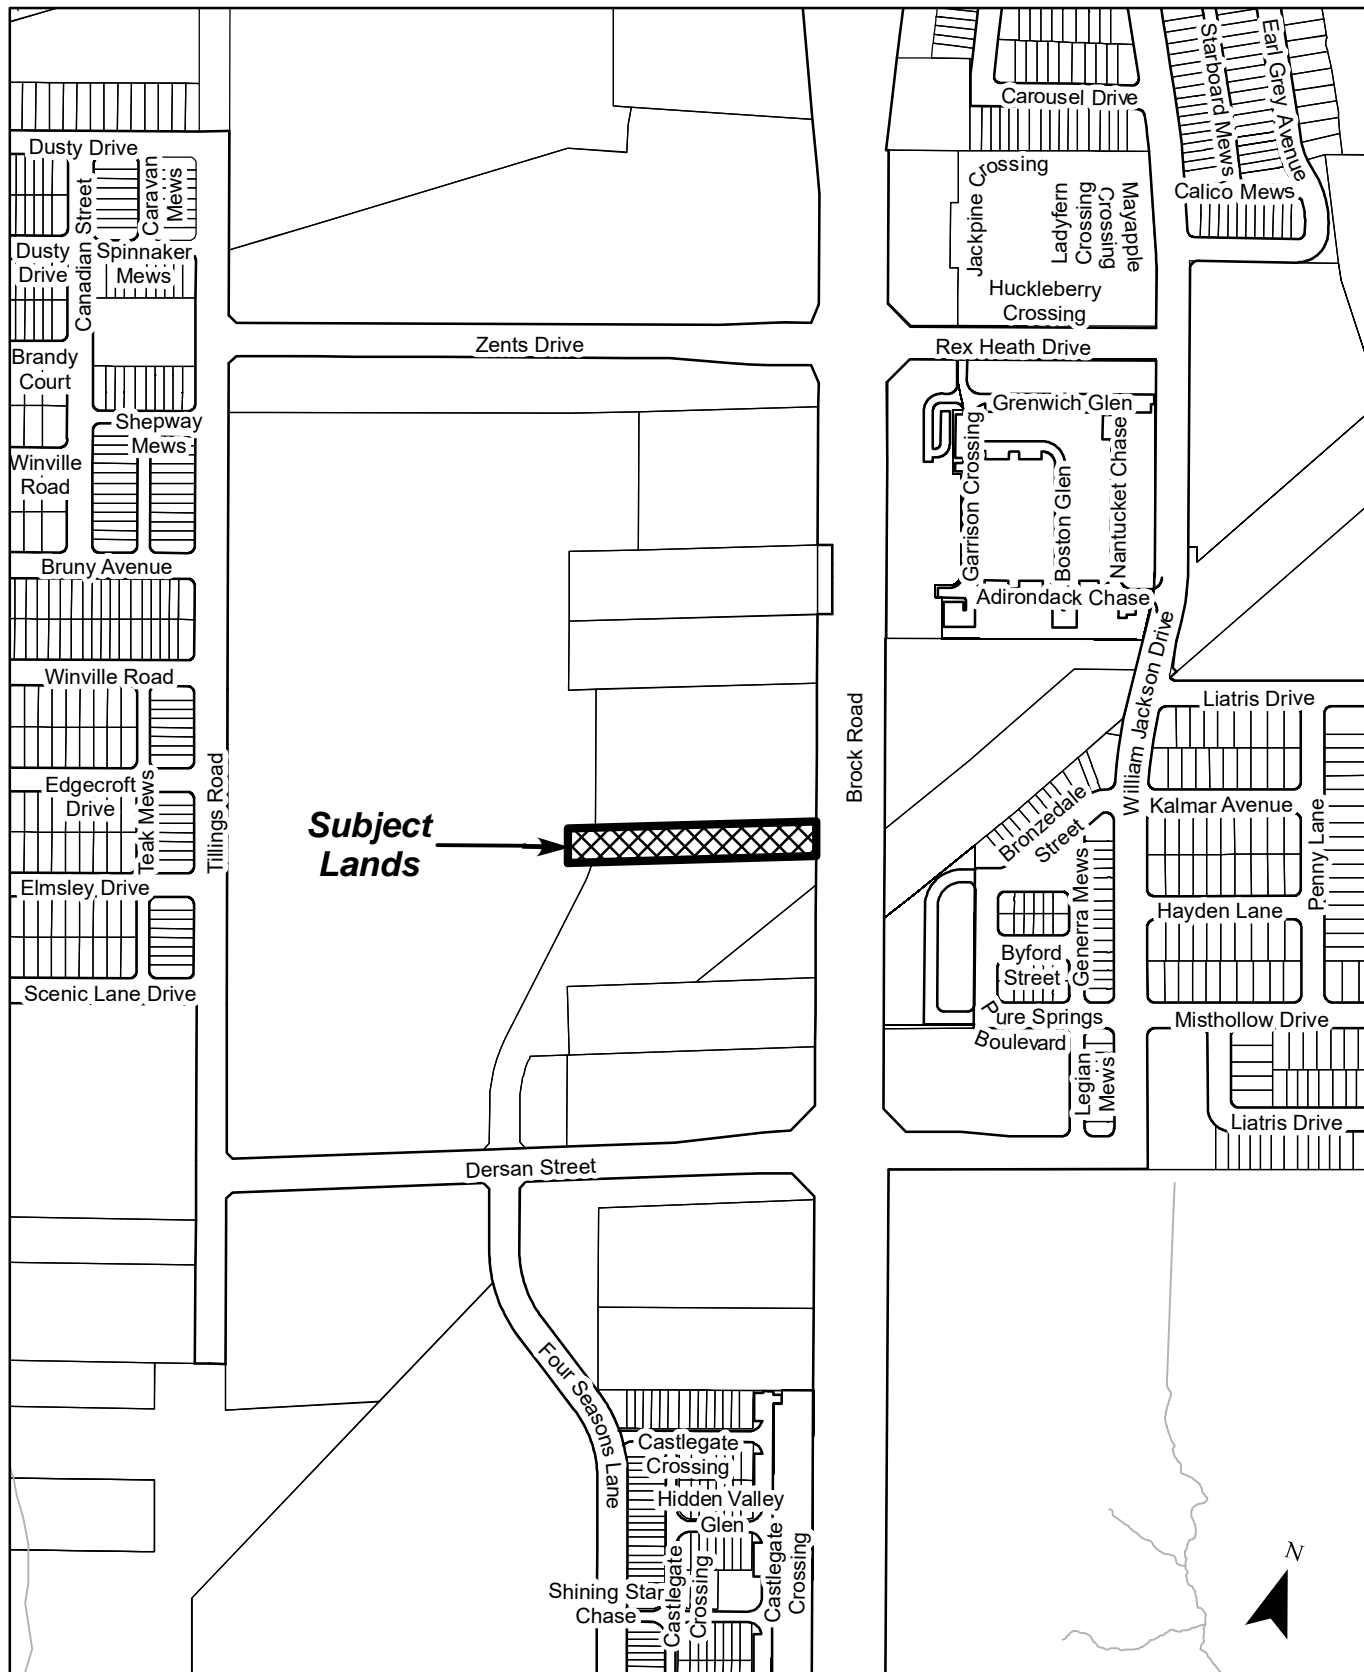 Carousel Drive
Starboard Mews
Earl Grey Avenue
Dusty Drive
Canadian Street
Caravan
Mews
Jackpine Crossing
Ladyfern
Crossing
Mayapple
Crossing
Calico Mews
Dusty
Drive
Spinnaker
Mews
Huckleberry
Crossing
Zents Drive
Rex Heath Drive
Brandy
Court
Grenwich Glen
Shepway
Mews
Winville
Road
Garrison Crossing
Boston Glen
Nantucket Chase
Bruny Avenue
Adirondack Chase
Winville Road
William Jackson Drive
Liatris Drive
Brock Road
Tillings Road
Edgecroft
Drive
Teak Mews
Subject
Lands
Bronzedale
Street
Kalmar Avenue
Penny Lane
Generra Mews
Elmsley Drive
Hayden Lane
Byford
Street
Scenic Lane Drive
Pure Springs
Boulevard
Misthollow Drive
Legian
Mews
Liatris Drive
Dersan Street
Four Seasons Lane
Castlegate
Crossing
Hidden Valley
Glen
Castlegate
Crossing
Castlegate
Crossing
Shining Star
Chase
N